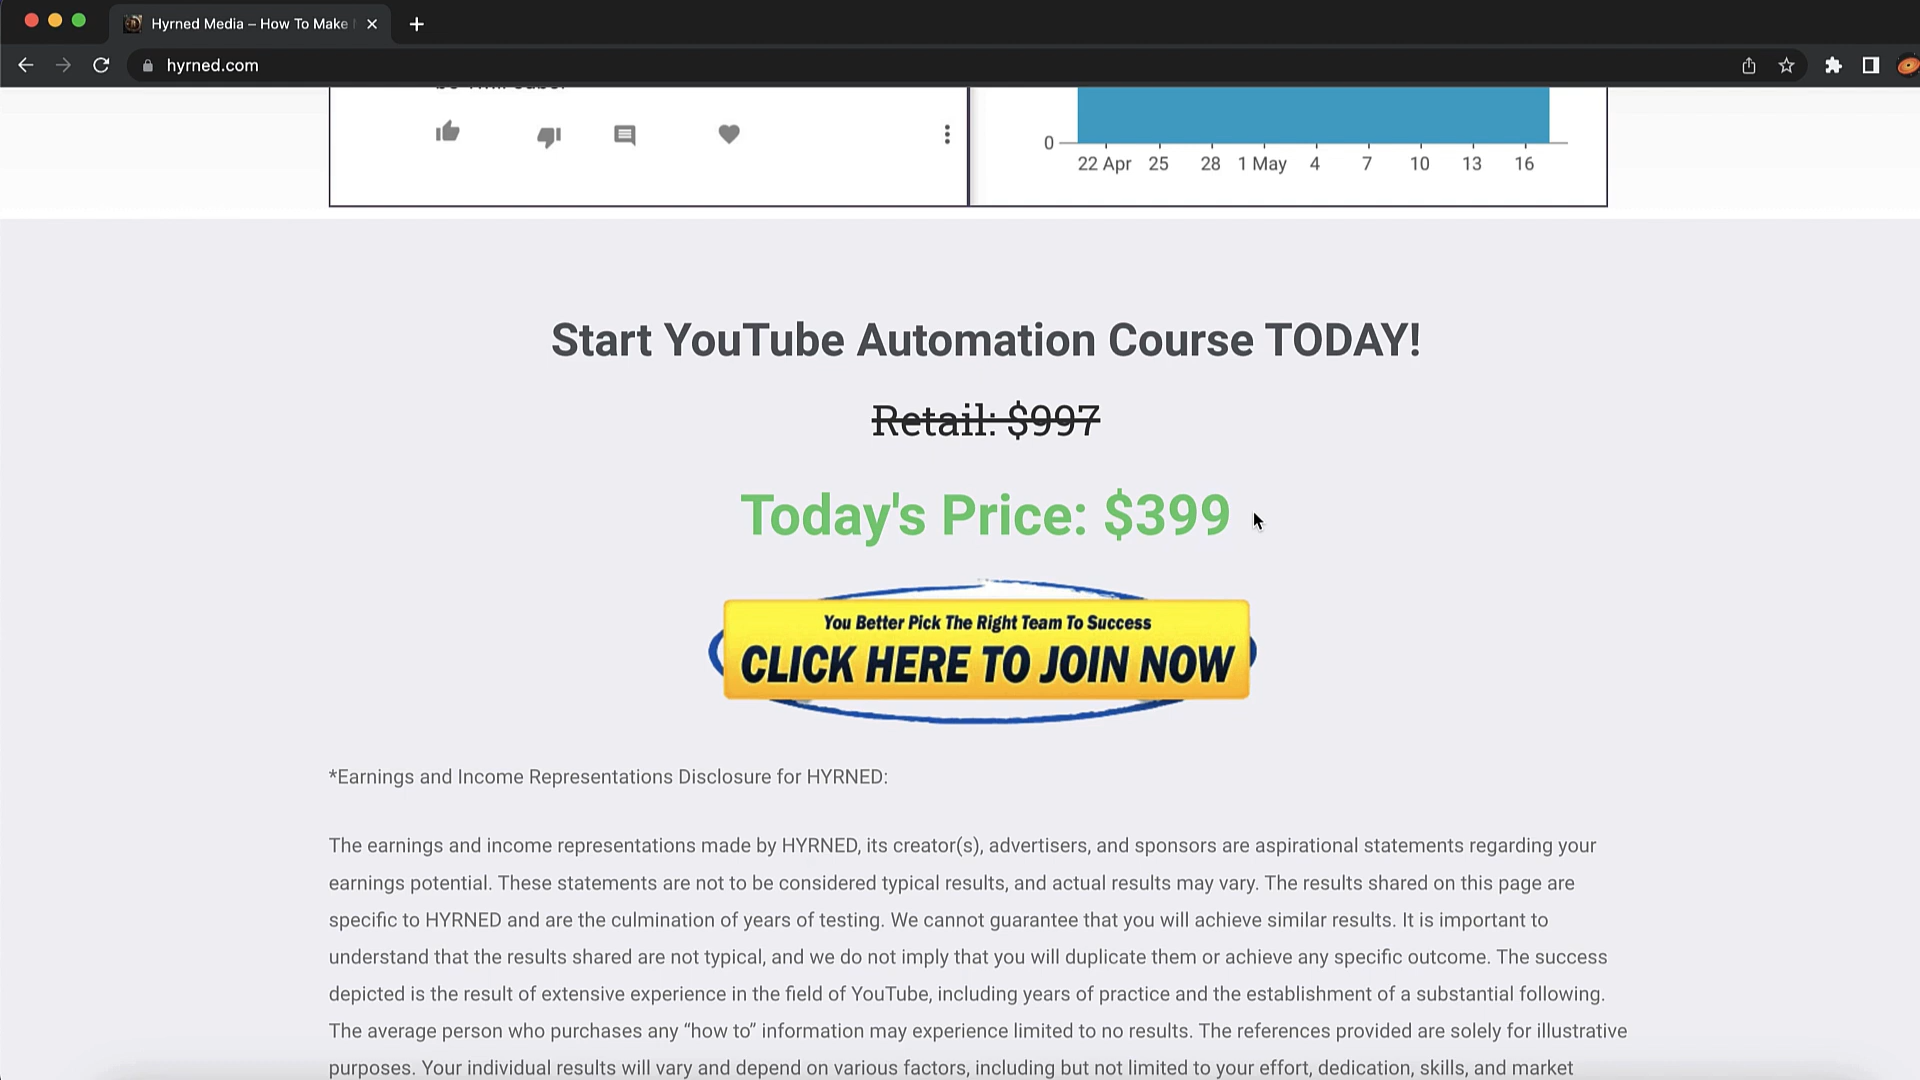 Hyrned Media – How To Make
hyrned.com
0
22 Apr 25 28 1 May 4 7 10 13 16
Start YouTube Automation Course TODAY!
Retail: $997
Today's Price: $399
You Better Pick The Right Team To Success
CLICK HERE TO JOIN NOW
*Earnings and Income Representations Disclosure for HYRNED:
The earnings and income representations made by HYRNED, its creator(s), advertisers, and sponsors are aspirational statements regarding your
earnings potential. These statements are not to be considered typical results, and actual results may vary. The results shared on this page are
specific to HYRNED and are the culmination of years of testing. We cannot guarantee that you will achieve similar results. It is important to
understand that the results shared are not typical, and we do not imply that you will duplicate them or achieve any specific outcome. The success
depicted is the result of extensive experience in the field of YouTube, including years of practice and the establishment of a substantial following.
The average person who purchases any “how to” information may experience limited to no results. The references provided are solely for illustrative
purposes. Your individual results will vary and depend on various factors, including but not limited to your effort, dedication, skills, and market